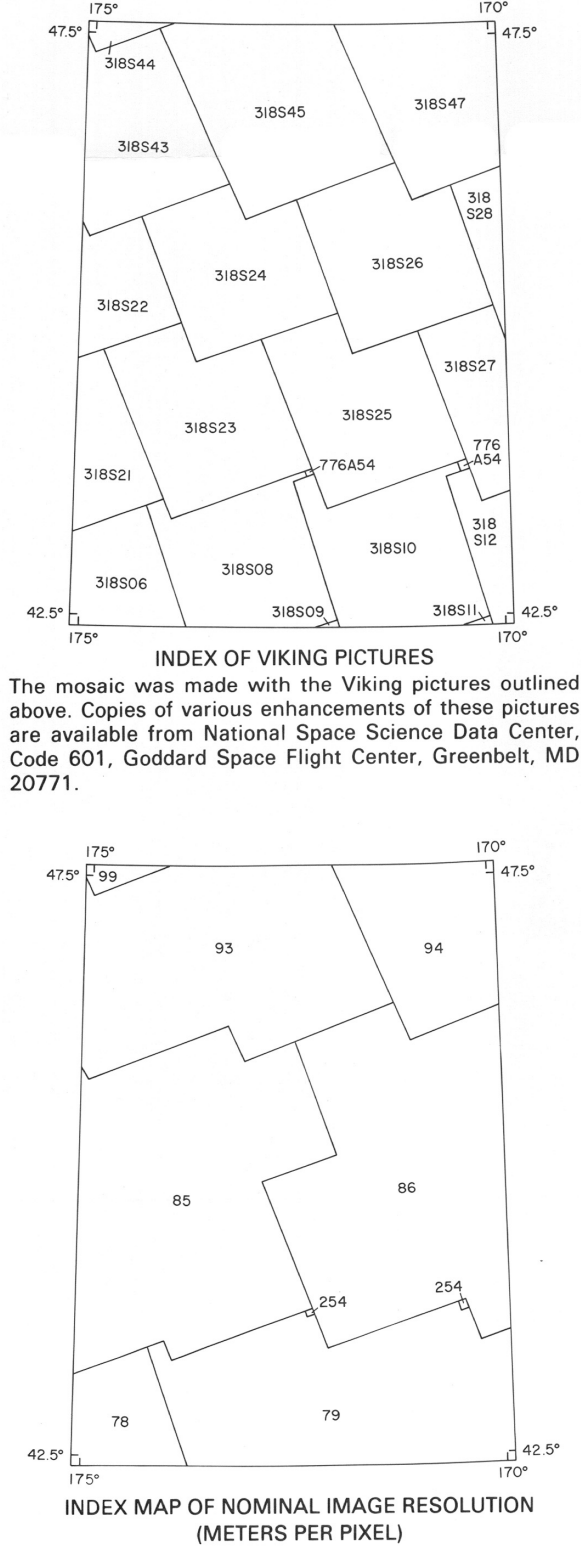 175° 170°
47.5° 47.5°
318S44
318S45
318S47
318S43
318
S28
318S24
318S26
318S22
318S27
318S23
318S25
776A54
776
A54
318S21
318
S12
318S10
318S08
318S06
318S09
318S11
42.5° 42.5°
175° 170°
INDEX OF VIKING PICTURES
The mosaic was made with the Viking pictures outlined
above. Copies of various enhancements of these pictures
are available from National Space Science Data Center,
Code 601, Goddard Space Flight Center, Greenbelt, MD
20771.
175° 170°
47.5° 99 47.5°
93
94
85
86
254
254
78
79
42.5° 42.5°
175° 170°
INDEX MAP OF NOMINAL IMAGE RESOLUTION
(METERS PER PIXEL)